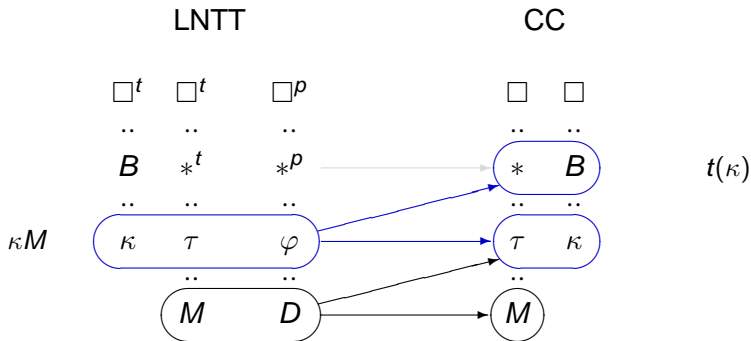 LNTT CC
□ᵗ □ᵗ □ᵖ □ □
.. .. .. .. ..
B *ᵗ *ᵖ * B t(κ)
.. .. .. .. ..
κM κ τ φ τ κ
.. .. ..
M D M